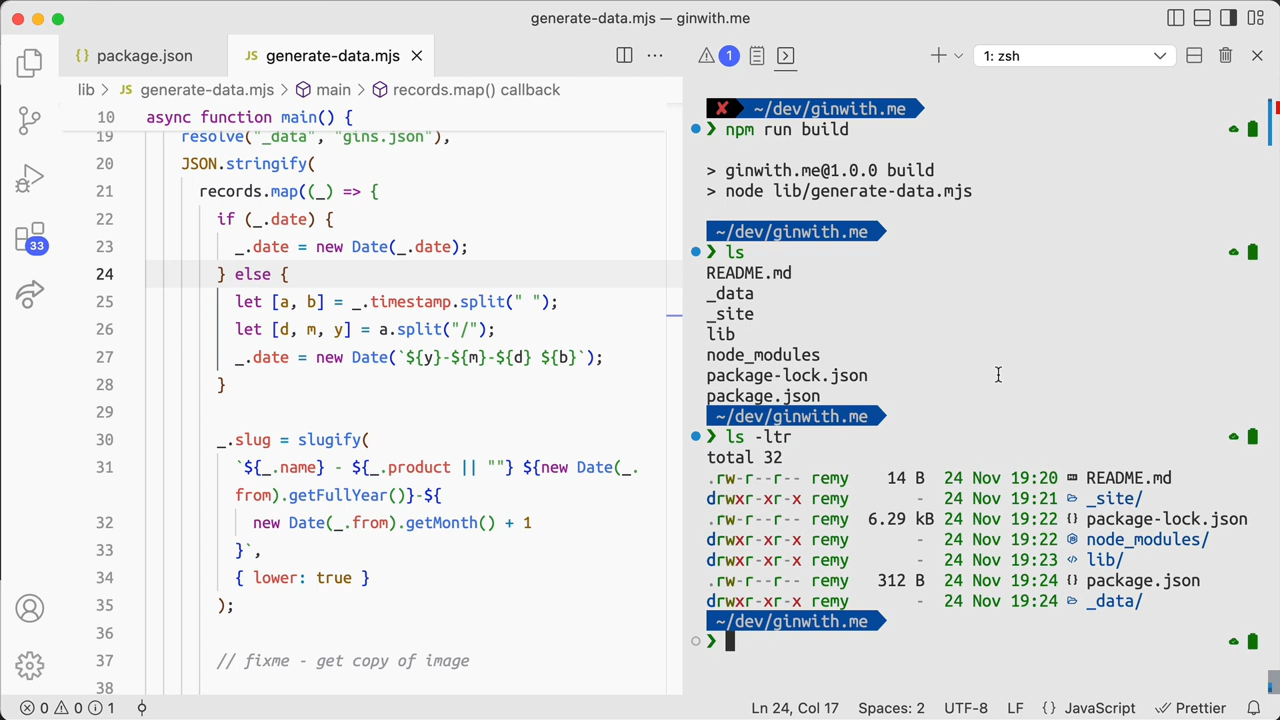 generate-data.mjs — ginwith.me
{} package.json
JS generate-data.mjs
1
1: zsh
lib > JS generate-data.mjs > main > records.map() callback
10 async function main() {
19 resolve("_data", "gins.json"),
20 JSON.stringify(
21 records.map((_) => {
22 if (_.date) {
23 _.date = new Date(_.date);
24 } else {
25 let [a, b] = _.timestamp.split(" ");
26 let [d, m, y] = a.split("/");
27 _.date = new Date(`${y}-${m}-${d} ${b}`);
28 }
29
30 _.slug = slugify(
31 `${_.name} - ${_.product || ""} ${new Date(_.
from).getFullYear()}-${
32 new Date(_.from).getMonth() + 1
33 }`,
34 { lower: true }
35 );
36
37 // fixme - get copy of image
38
33
✘ ~/dev/ginwith.me
❯ npm run build
> ginwith.me@1.0.0 build
> node lib/generate-data.mjs
~/dev/ginwith.me
❯ ls
README.md
_data
_site
lib
node_modules
package-lock.json
package.json
~/dev/ginwith.me
❯ ls -ltr
total 32
.rw-r--r-- remy 14 B 24 Nov 19:20 README.md
drwxr-xr-x remy - 24 Nov 19:21 _site/
.rw-r--r-- remy 6.29 kB 24 Nov 19:22 {} package-lock.json
drwxr-xr-x remy - 24 Nov 19:22 node_modules/
drwxr-xr-x remy - 24 Nov 19:23 lib/
.rw-r--r-- remy 312 B 24 Nov 19:24 {} package.json
drwxr-xr-x remy - 24 Nov 19:24 _data/
~/dev/ginwith.me
❯
0 0 1
Ln 24, Col 17 Spaces: 2 UTF-8 LF {} JavaScript Prettier